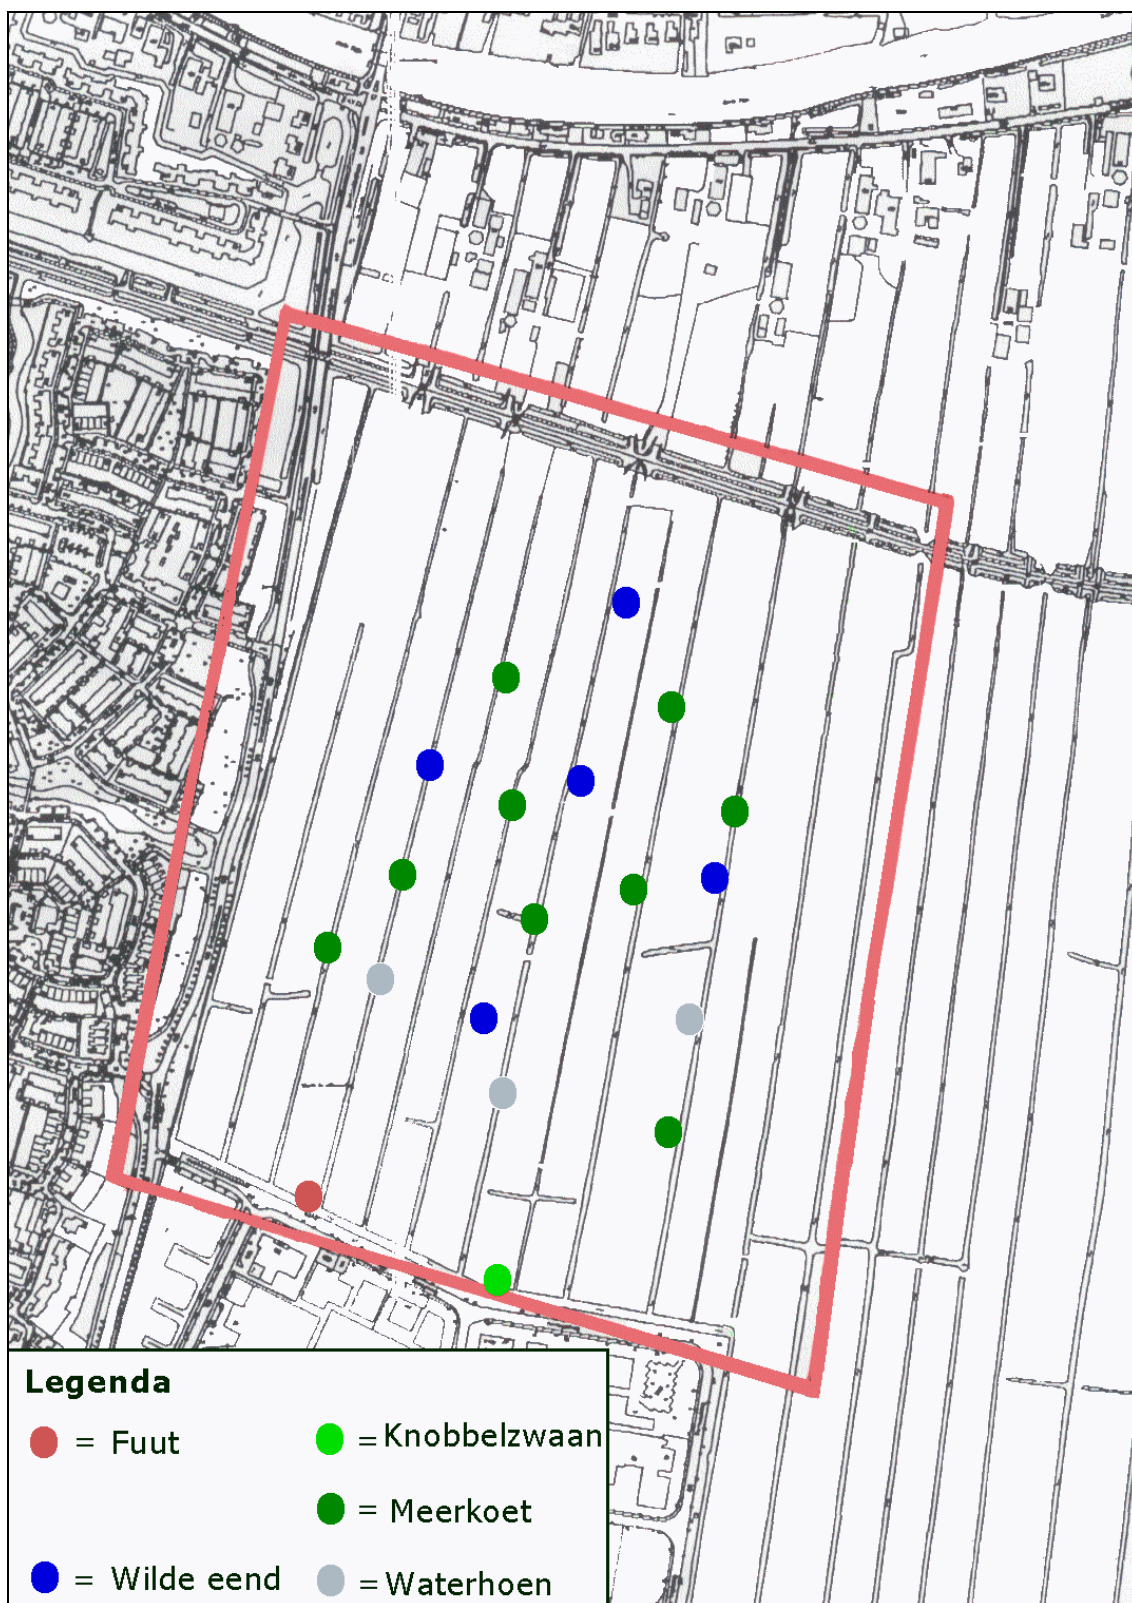 Legenda
= Fuut
= Knobbelzwaan
= Meerkoet
= Wilde eend
= Waterhoen